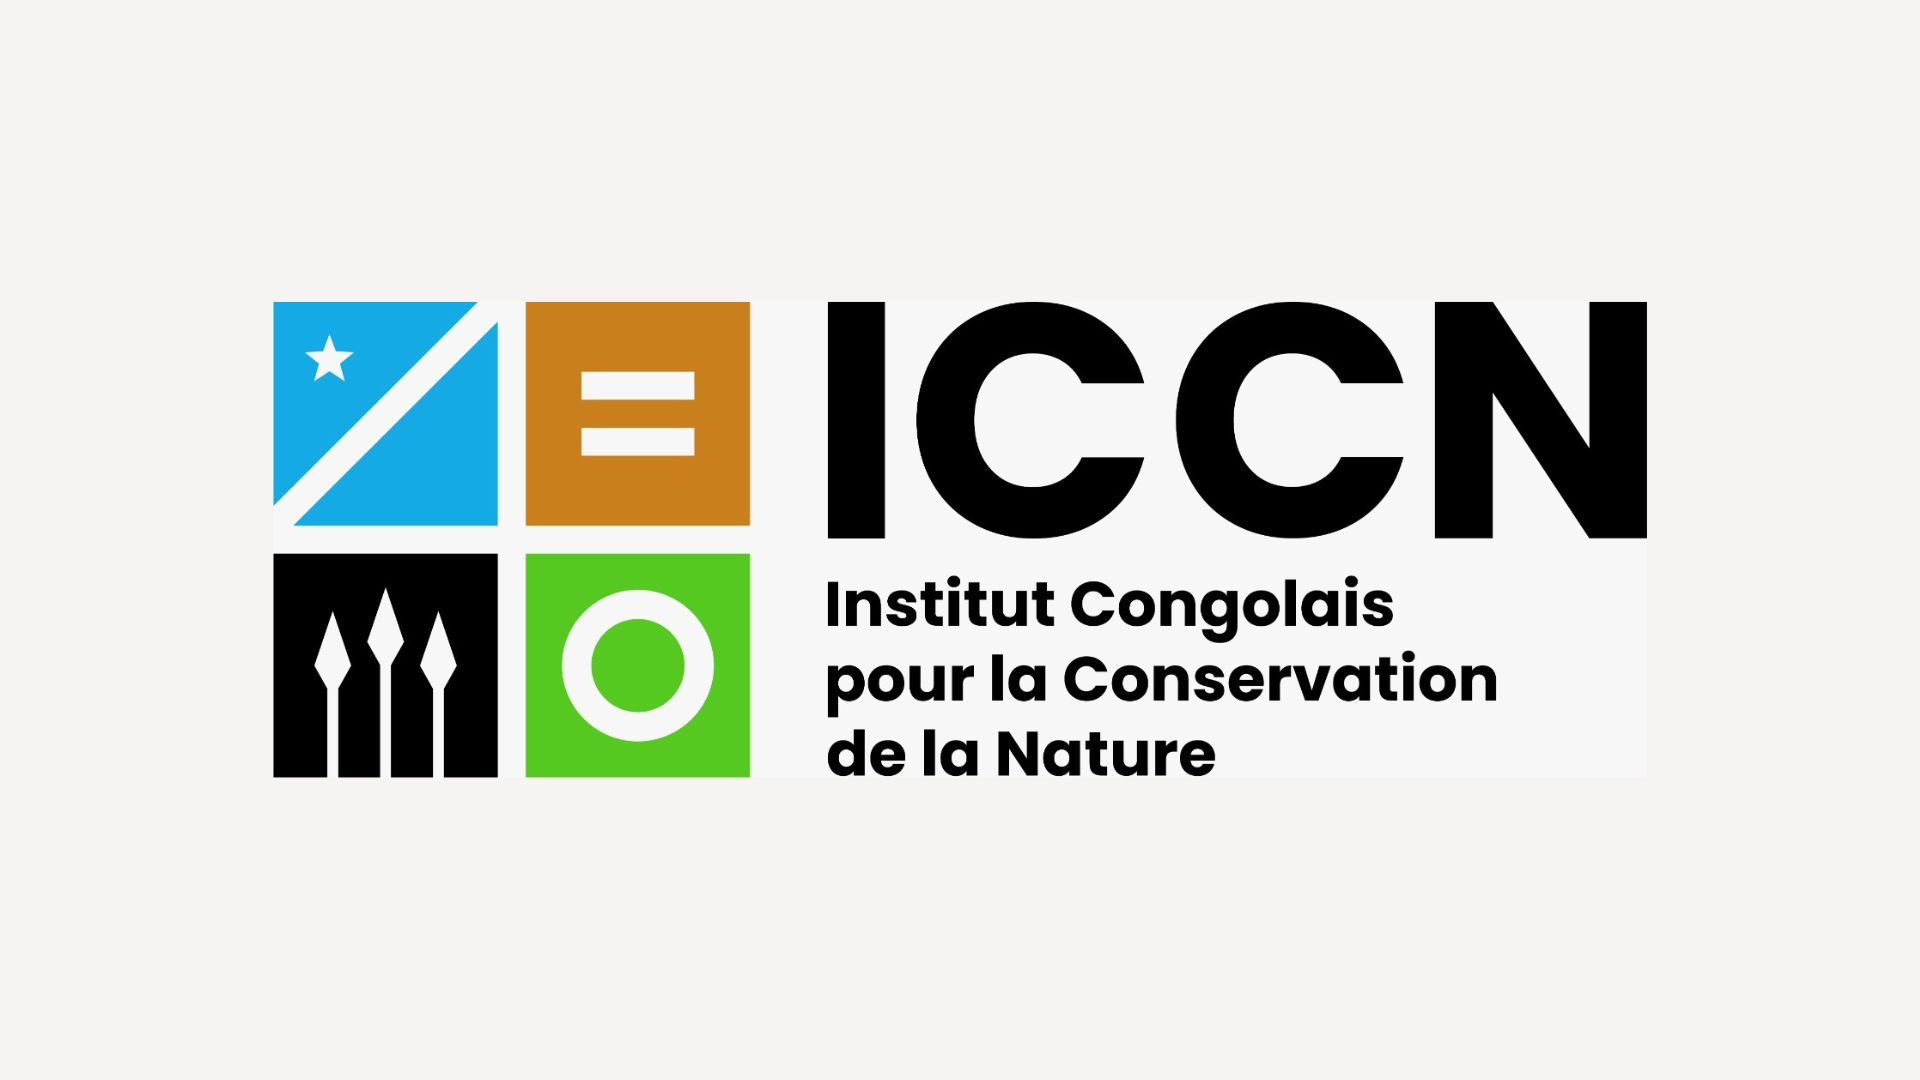 ICCN
Institut Congolais
pour la Conservation
de la Nature